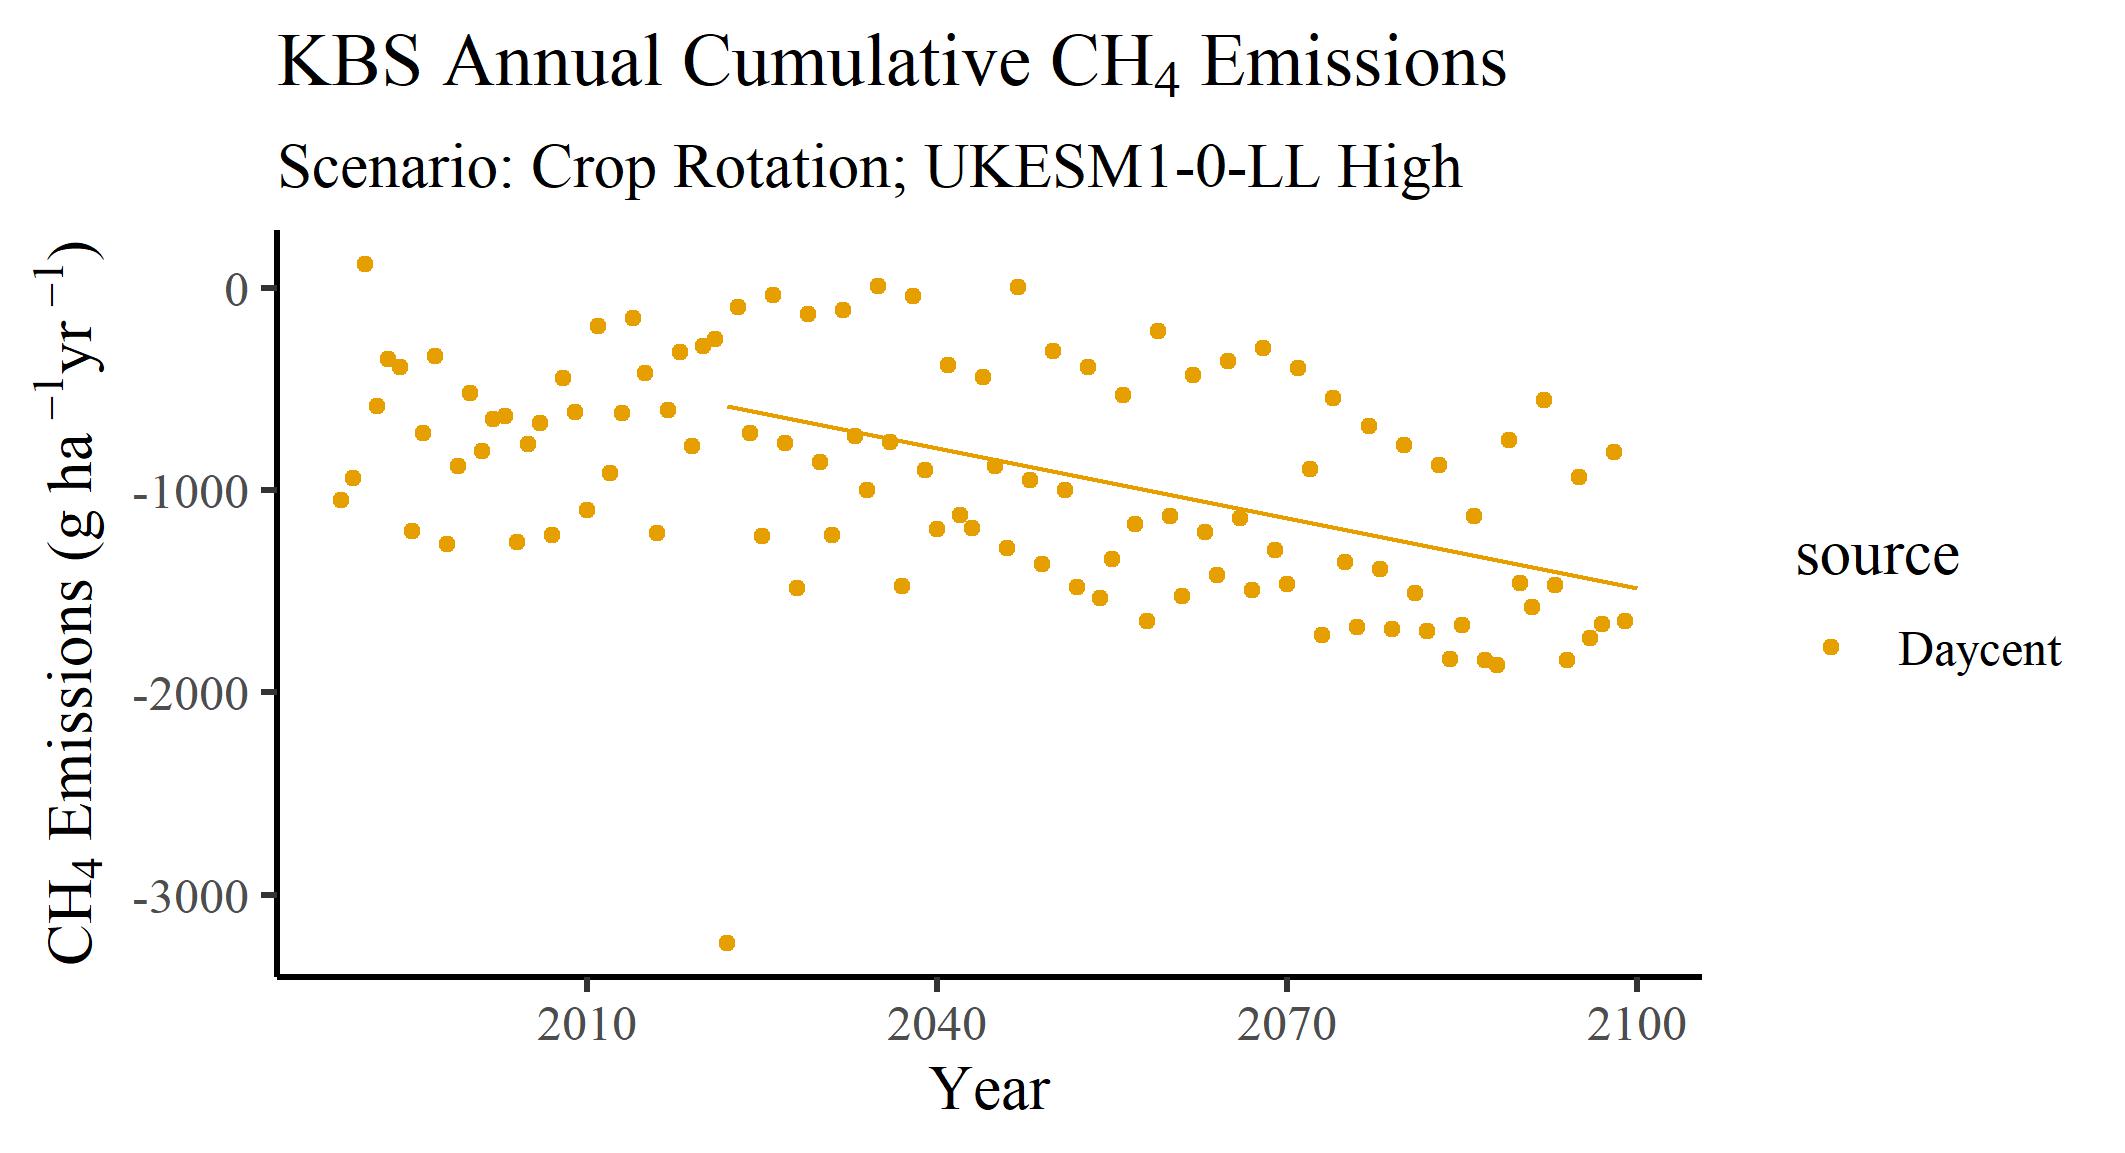 KBS Annual Cumulative CH₄ Emissions
Scenario: Crop Rotation; UKESM1-0-LL High
CH₄ Emissions (g ha ⁻¹yr ⁻¹)
0
-1000
-2000
-3000
2010 2040 2070 2100
Year
source
Daycent